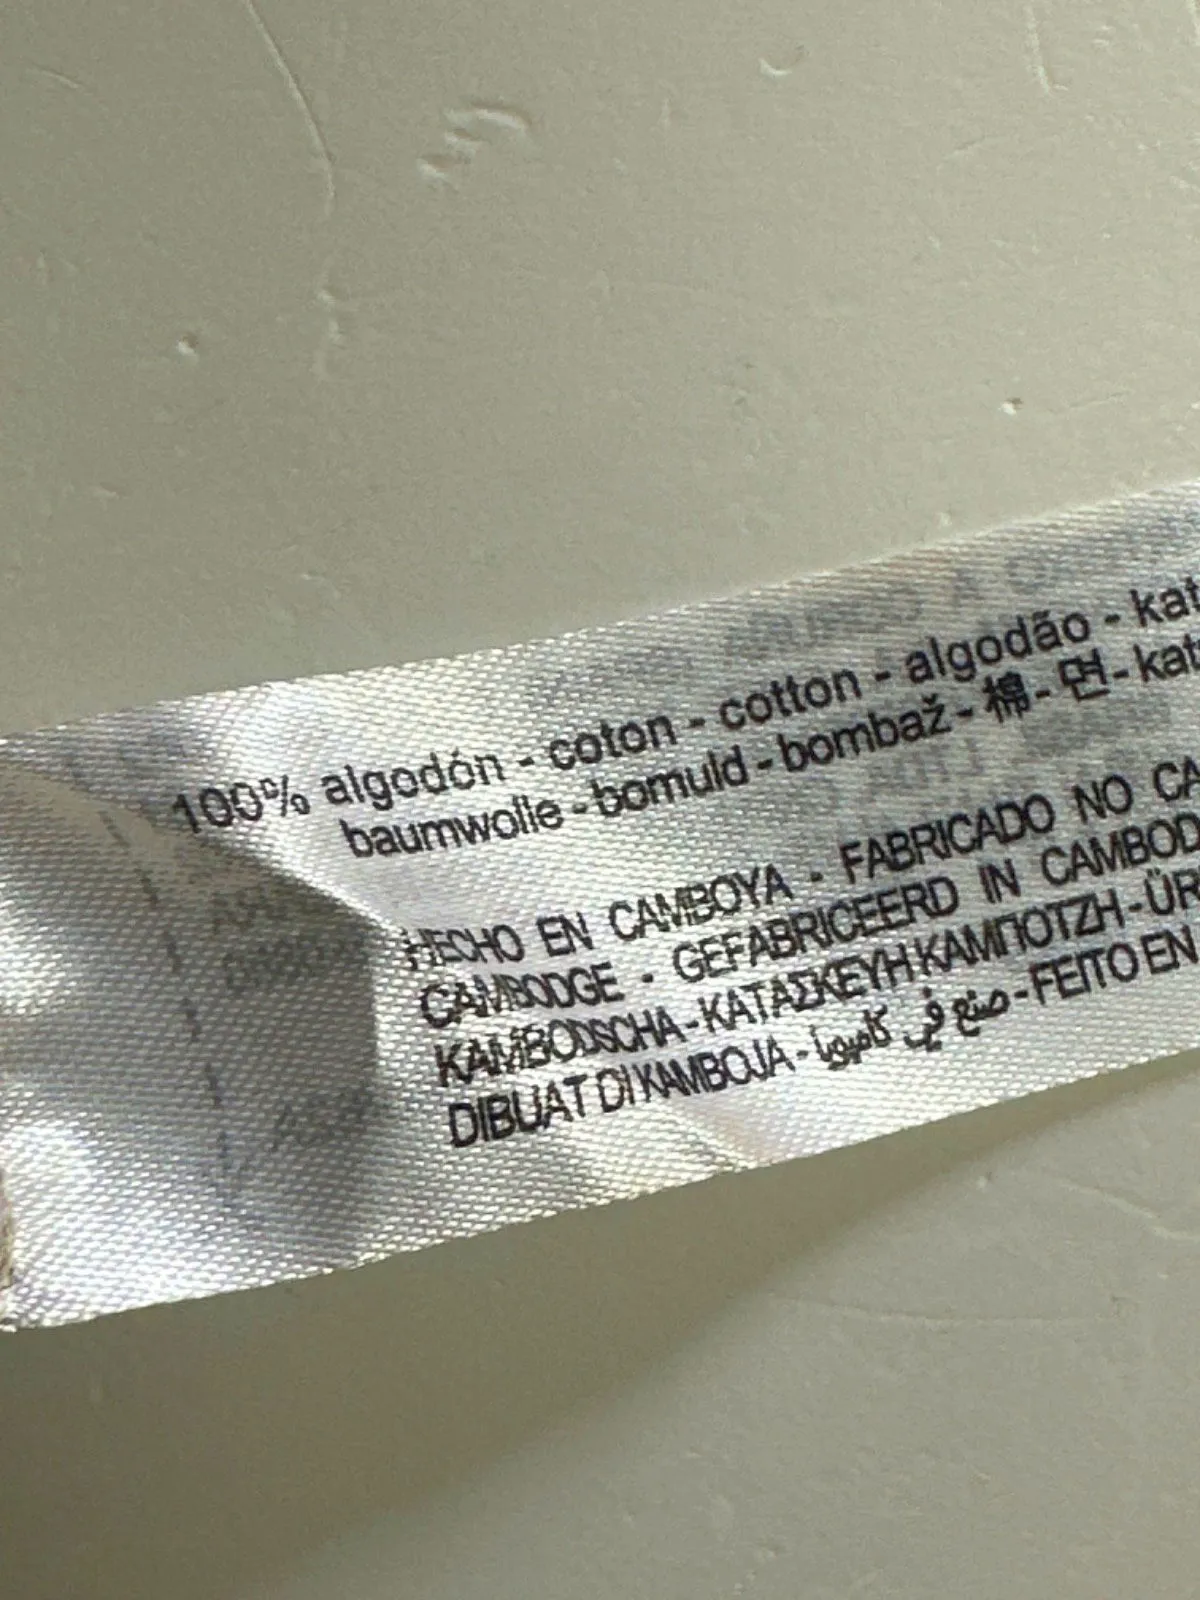 100% algodón - coton - cotton - algodão - kat
baumwolle - bomuld - bombaž - 棉 - 면 - kat
HECHO EN CAMBOYA - FABRICADO NO CA
CAMBODGE - GEFABRICEERD IN CAMBOD
KAMBODSCHA - ΚΑΤΑΣΚΕΥΗ ΚΑΜΠΟΤΖΗ - ÜR
DIBUAT DI KAMBOJA - صنع في كامبوديا - FEITO EN